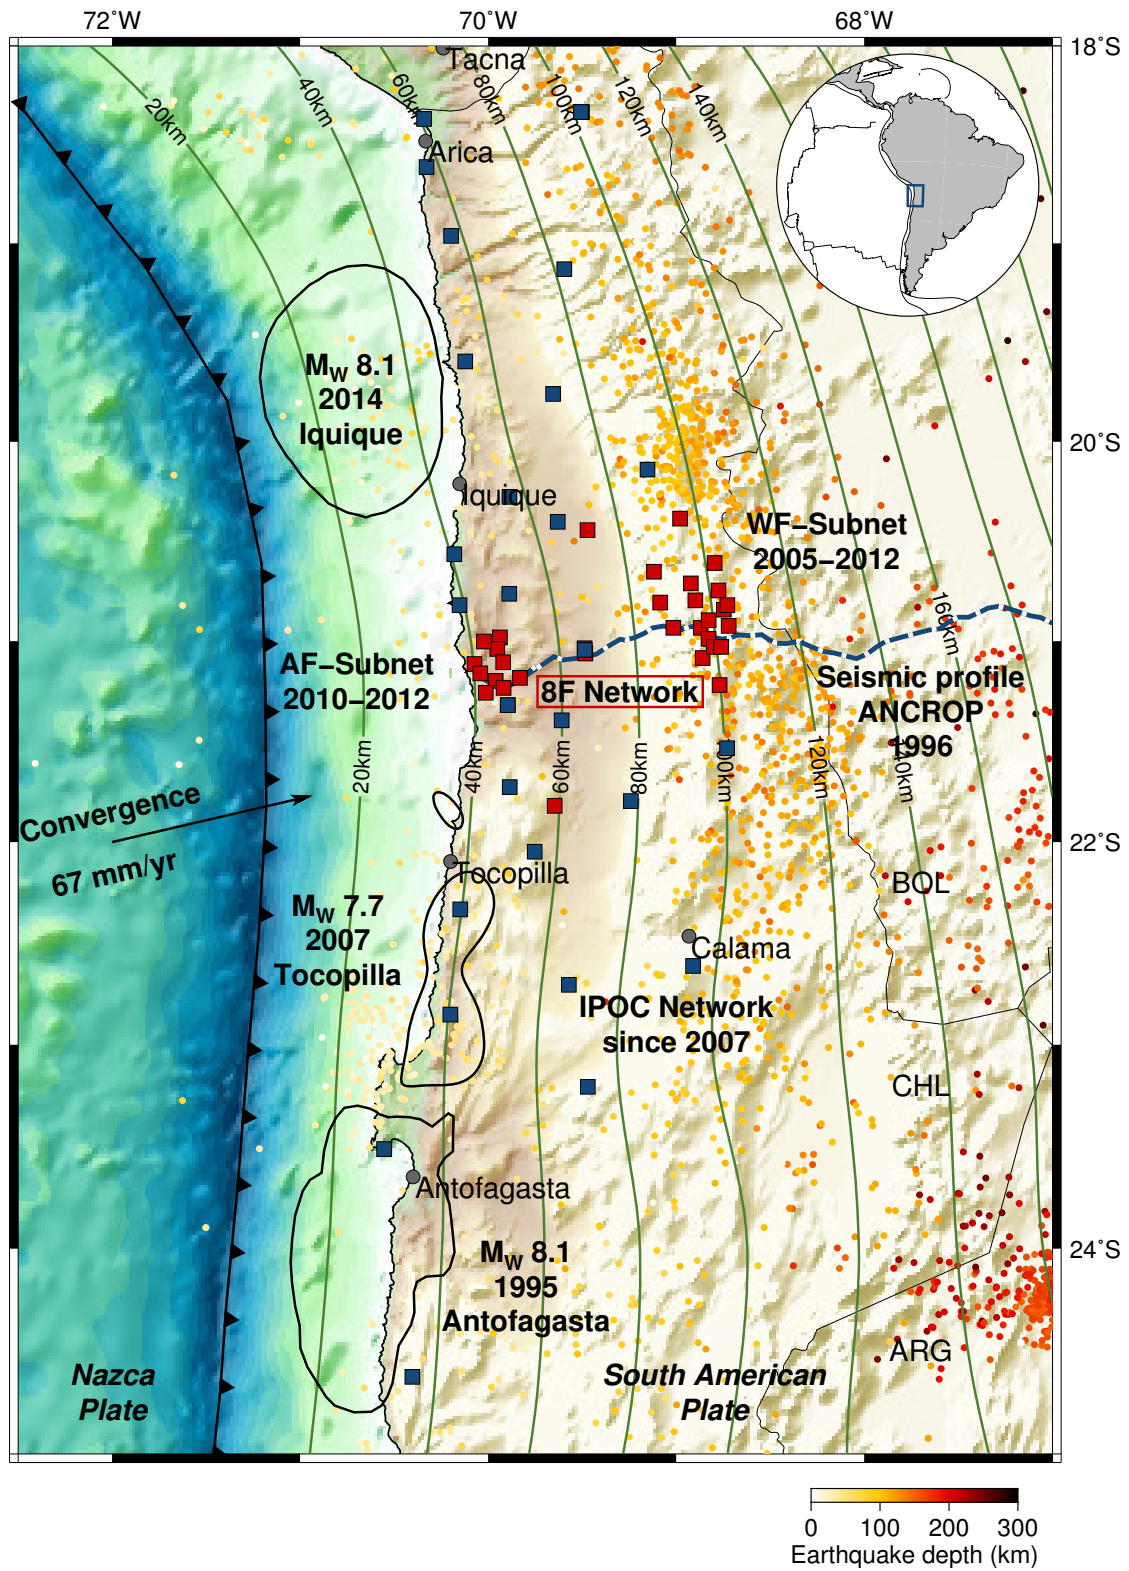 72°W
70°W
68°W
18°S
20°S
22°S
24°S
Tacna
20km
40km
60km
80km
100km
120km
140km
Arica
M_W 8.1
2014
Iquique
Iquique
WF−Subnet
2005−2012
160km
AF−Subnet
2010−2012
8F Network
Seismic profile
ANCROP
1996
20km
40km
60km
80km
100km
120km
140km
Convergence
67 mm/yr
Tocopilla
BOL
M_W 7.7
2007
Tocopilla
Calama
IPOC Network
since 2007
CHL
Antofagasta
M_W 8.1
1995
Antofagasta
ARG
Nazca
Plate
South American
Plate
0 100 200 300
Earthquake depth (km)